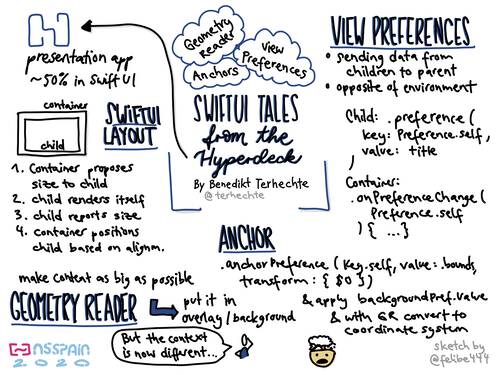 presentation app
~50% in SwiftUI
Geometry
Reader
View
Preferences
Anchors
SWIFTUI TALES
from the
Hyperdeck
By Benedikt Terhechte
@terhechte
VIEW PREFERENCES
• sending data from
children to parent
• opposite of environment
Child: .preference (
key: Preference.self,
value: title
)
Container:
.onPreferenceChange (
Preference.self
) { ... }
container
child
SWIFTUI
LAYOUT
1. Container proposes
size to child
2. child renders itself
3. child reports size
4. container positions
child based on alignm.
ANCHOR
.anchorPreference ( key.self, value: .bounds,
transform: { $0 } )
& apply backgroundPref.Value
& with GR convert to
coordinate system
make content as big as possible
GEOMETRY READER
put it in
overlay/background
But the context
is now different...
NSSPAIN
2020
sketch by
@felibe444